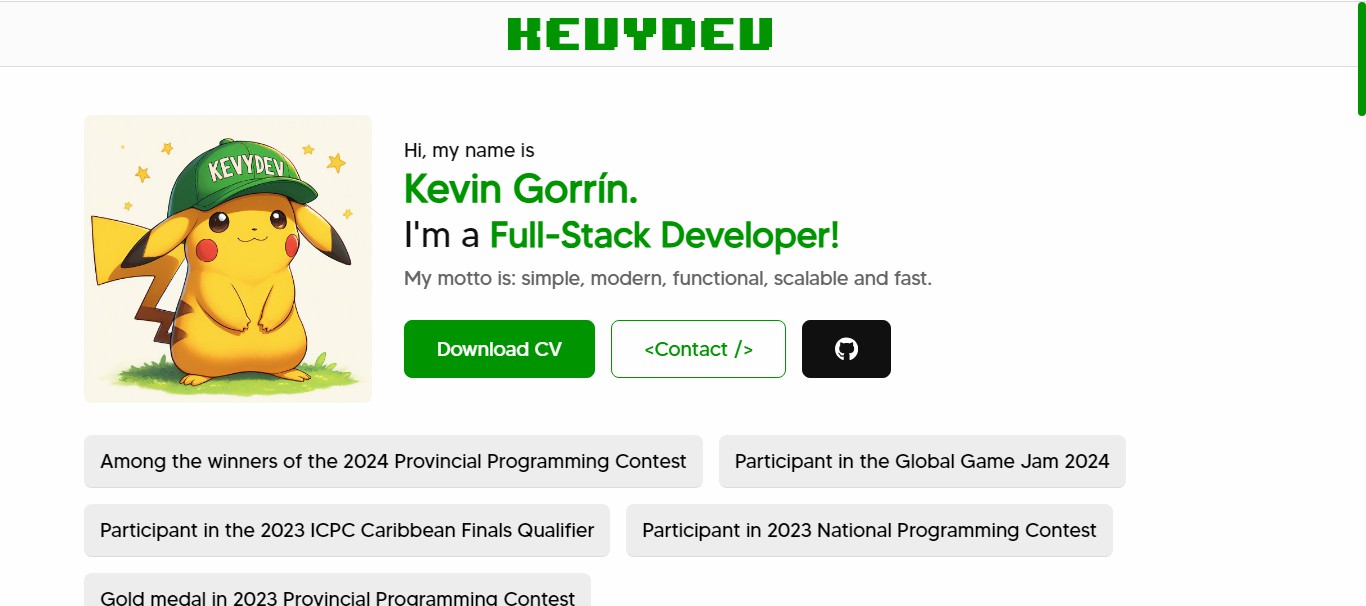 KEVYDEV
KEVYDEV
Hi, my name is
Kevin Gorrín.
I'm a Full-Stack Developer!
My motto is: simple, modern, functional, scalable and fast.
Download CV
<Contact />
Among the winners of the 2024 Provincial Programming Contest
Participant in the Global Game Jam 2024
Participant in the 2023 ICPC Caribbean Finals Qualifier
Participant in 2023 National Programming Contest
Gold medal in 2023 Provincial Programming Contest